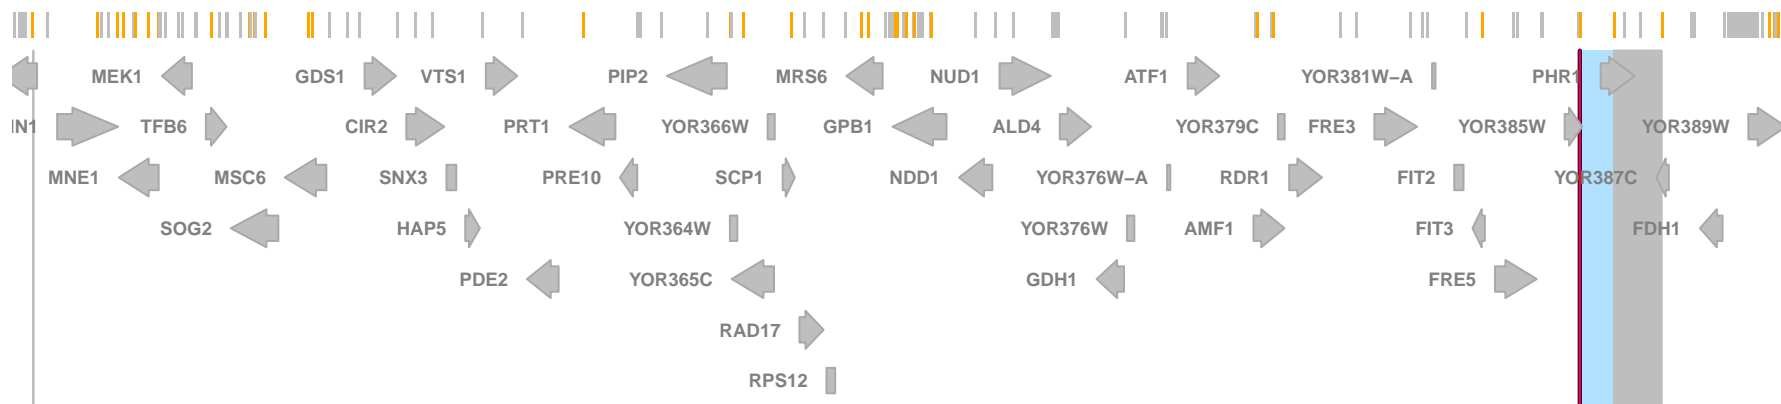 MEK1 GDS1 VTS1 PIP2 MRS6 NUD1 ATF1 YOR381W−A PHR1
IN1 TFB6 CIR2 PRT1 YOR366W GPB1 ALD4 YOR379C FRE3 YOR385W YOR389W
MNE1 MSC6 SNX3 PRE10 SCP1 NDD1 YOR376W−A RDR1 FIT2 YOR387C
SOG2 HAP5 YOR364W YOR376W AMF1 FIT3 FDH1
PDE2 YOR365C GDH1 FRE5
RAD17
RPS12